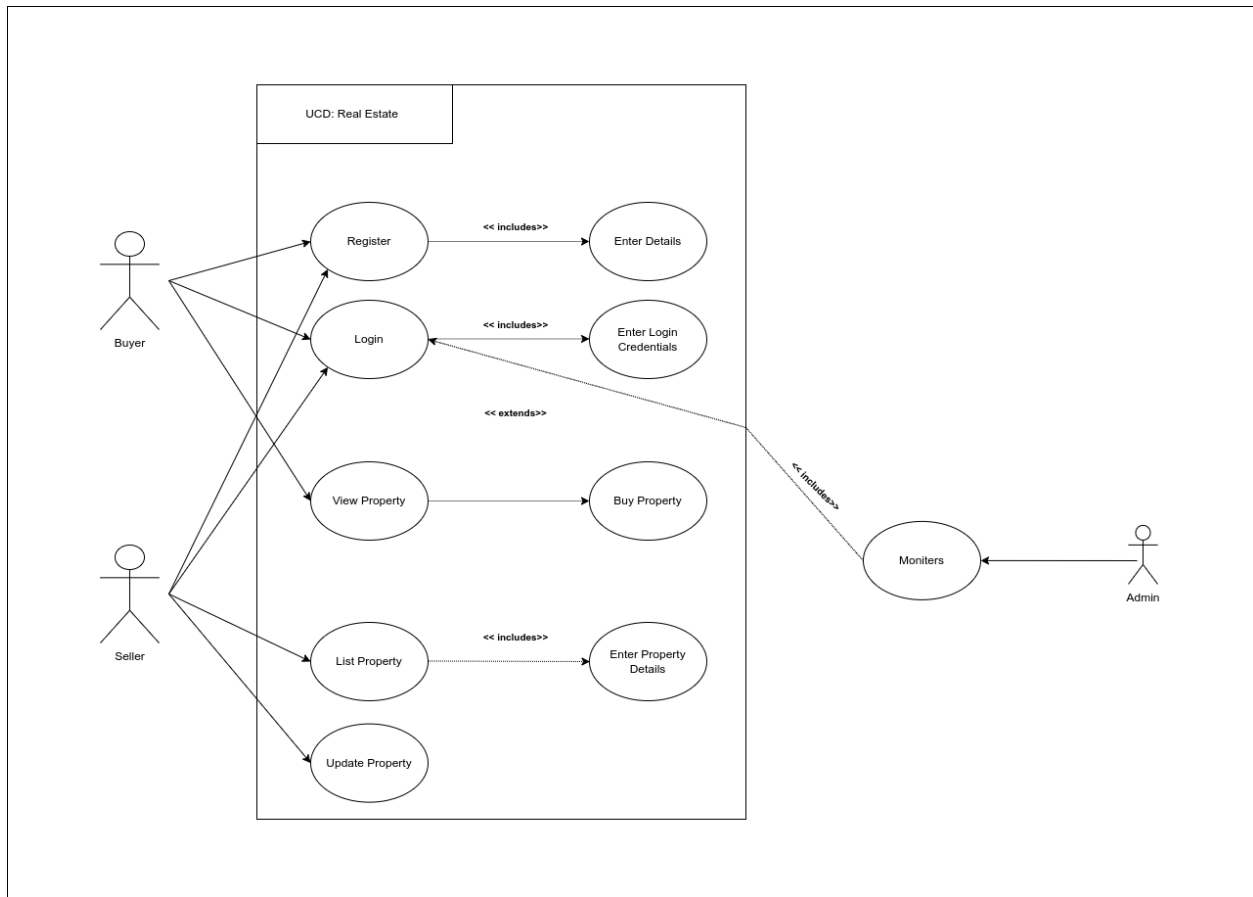 UCD: Real Estate
Register
<< includes>>
Enter Details
Buyer
Login
<< includes>>
Enter Login
Credentials
<< extends>>
View Property
Buy Property
<< includes>>
Moniters
Admin
Seller
List Property
<< includes>>
Enter Property
Details
Update Property